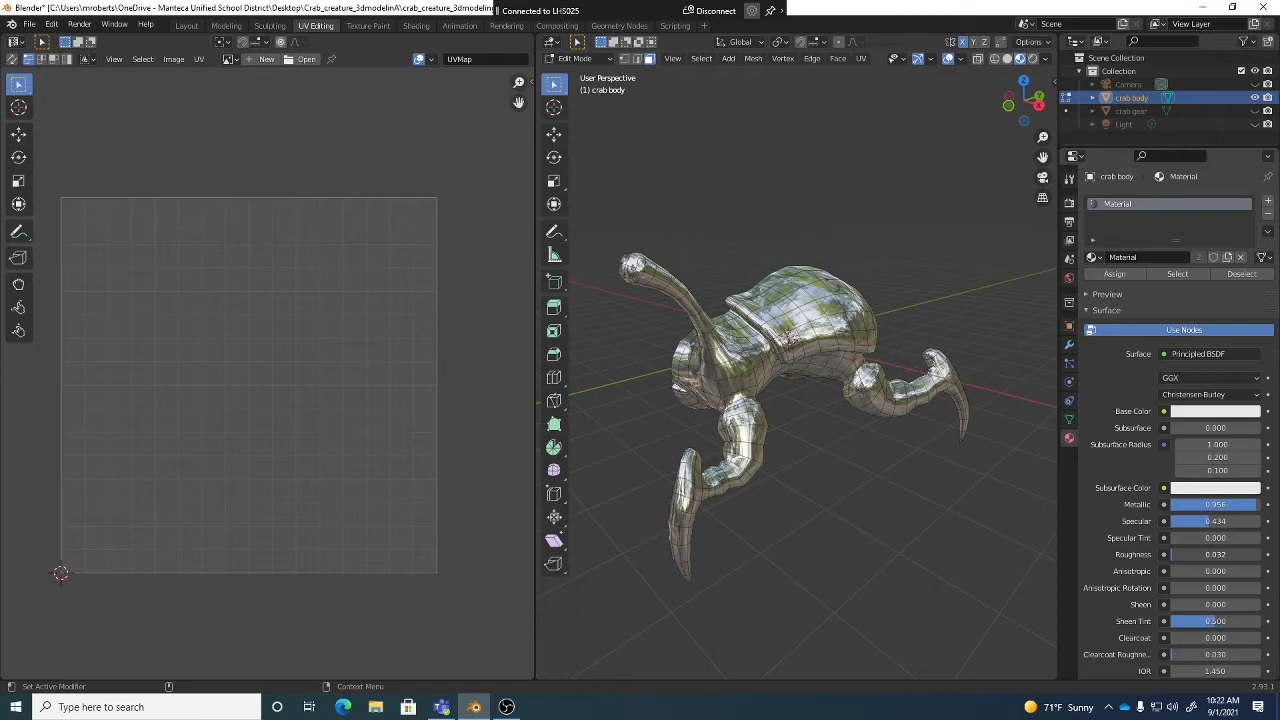 Blender* [C:\Users\mroberts\OneDrive - Manteca Unified School District\Desktop\Crab_creature_3dmodelinA\crab_creature_3dmodelin
Connected to LHS025
Disconnect
File Edit Render Window Help
Layout Modeling Sculpting UV Editing Texture Paint Shading Animation Rendering Compositing Geometry Nodes Scripting
Scene
View Layer
View Select Image UV
New
Open
UVMap
Global
Options
Edit Mode
View Select Add Mesh Vertex Edge Face UV
User Perspective
(1) crab body
Z
Y
X
Scene Collection
Collection
Camera
crab body
crab gear
Light
crab body
Material
Material
Material
2
Assign
Select
Deselect
Preview
Surface
Use Nodes
Surface
Principled BSDF
GGX
Christensen-Burley
Base Color
Subsurface
0.000
Subsurface Radius
1.000
0.200
0.100
Subsurface Color
Metallic
0.956
Specular
0.434
Specular Tint
0.000
Roughness
0.032
Anisotropic
0.000
Anisotropic Rotation
0.000
Sheen
0.000
Sheen Tint
0.500
Clearcoat
0.000
Clearcoat Roughne...
0.030
IOR
1.450
Set Active Modifier
Context Menu
2.93.1
Type here to search
71°F Sunny
10:22 AM
9/1/2021